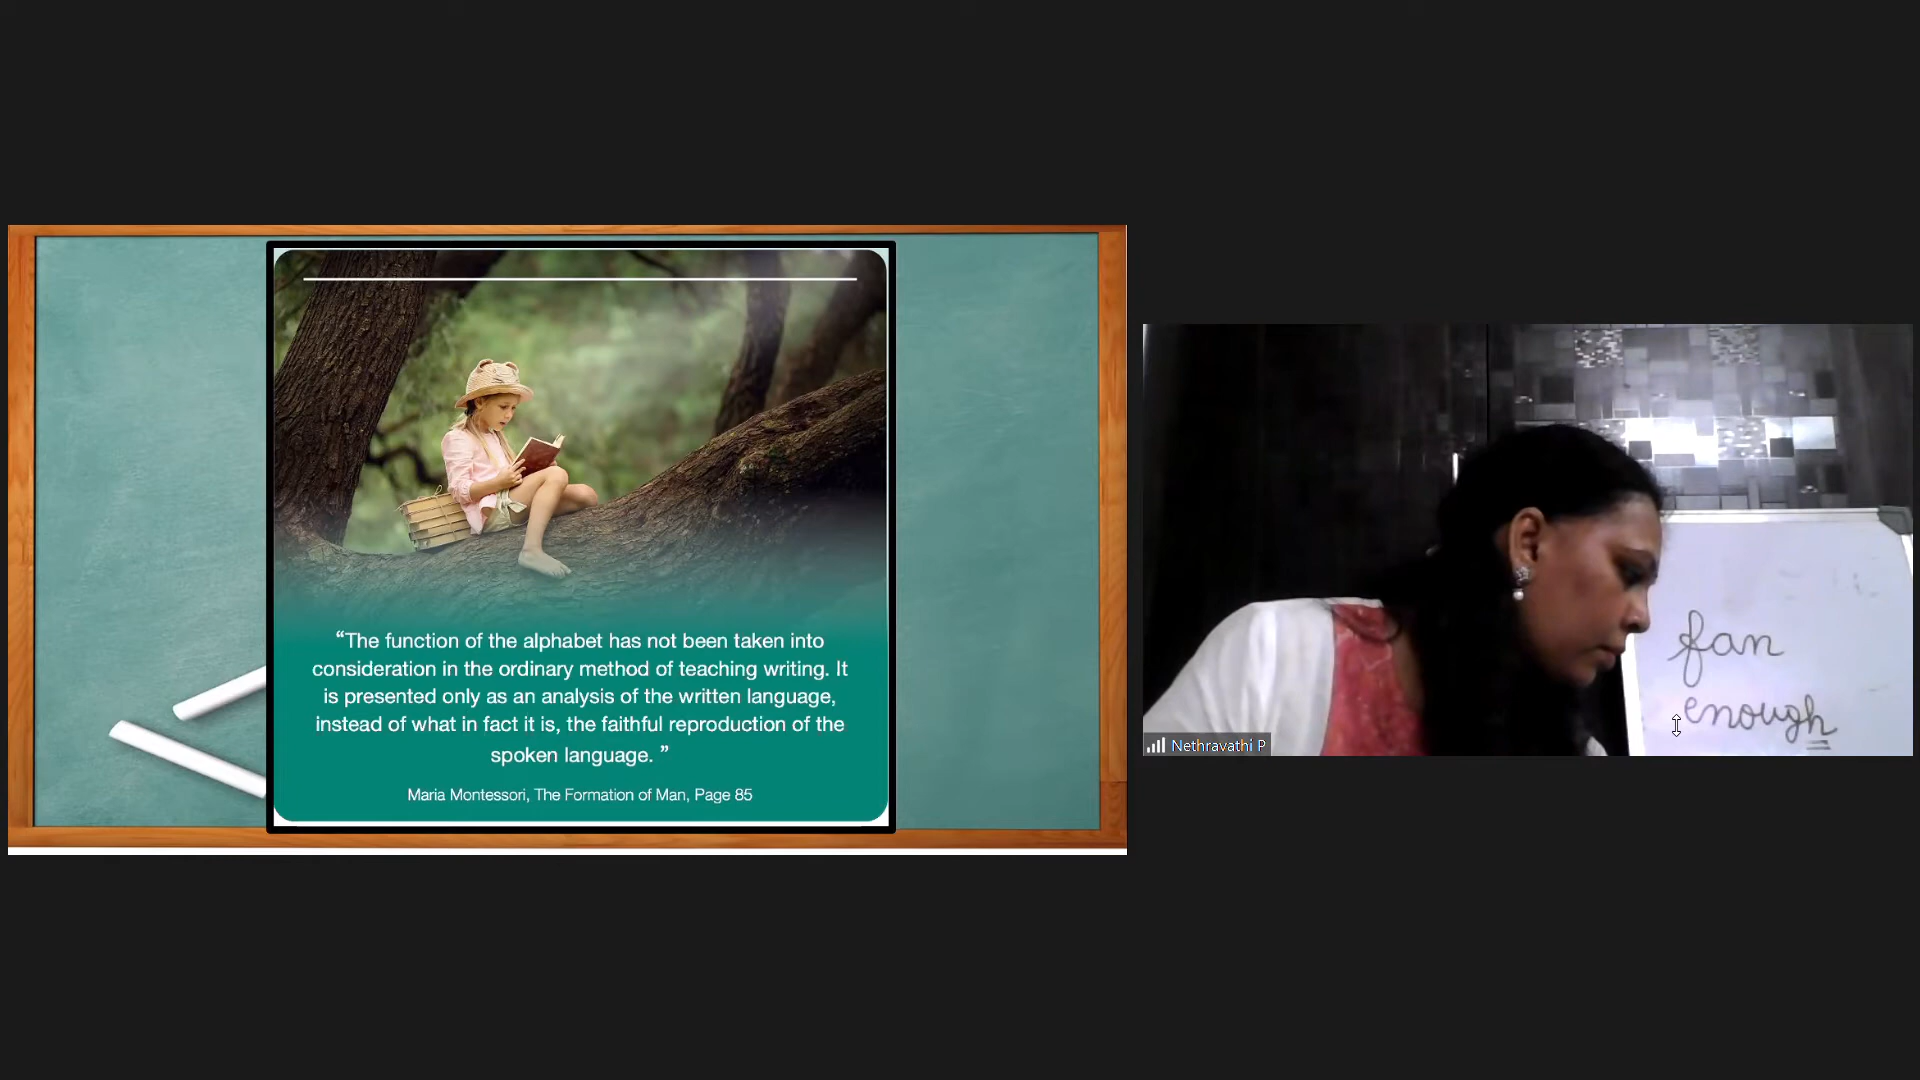 “The function of the alphabet has not been taken into
consideration in the ordinary method of teaching writing. It
is presented only as an analysis of the written language,
instead of what in fact it is, the faithful reproduction of the
spoken language. ”
Maria Montessori, The Formation of Man, Page 85
fan
enough
Nethravathi P